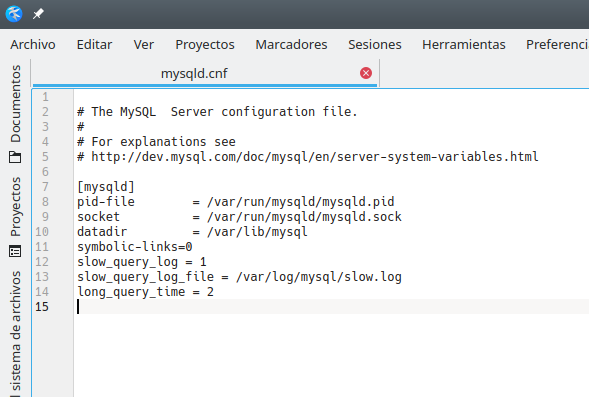 Archivo Editar Ver Proyectos Marcadores Sesiones Herramientas Preferenci
mysqld.cnf
Documentos
Proyectos
l sistema de archivos
1
2 # The MySQL  Server configuration file.
3 #
4 # For explanations see
5 # http://dev.mysql.com/doc/mysql/en/server-system-variables.html
6
7 [mysqld]
8 pid-file        = /var/run/mysqld/mysqld.pid
9 socket          = /var/run/mysqld/mysqld.sock
10 datadir         = /var/lib/mysql
11 symbolic-links=0
12 slow_query_log = 1
13 slow_query_log_file = /var/log/mysql/slow.log
14 long_query_time = 2
15